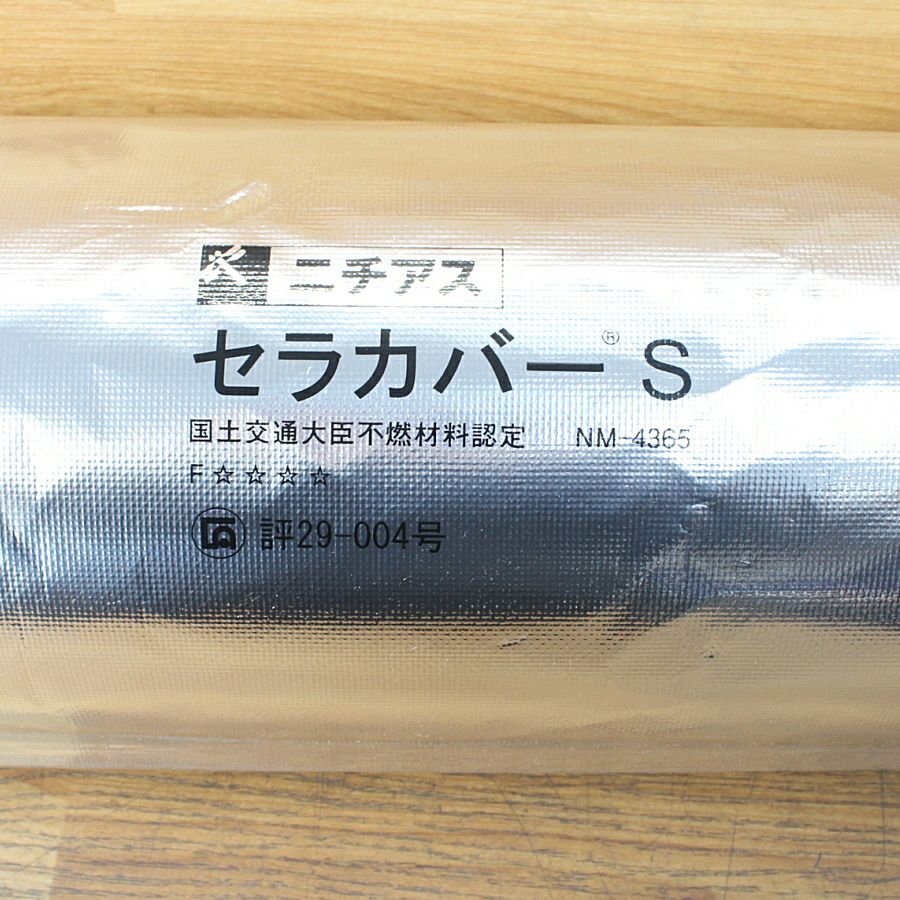 ニチアス
セラカバー® S
国土交通大臣不燃材料認定 NM-4365
F☆☆☆☆
評29-004号